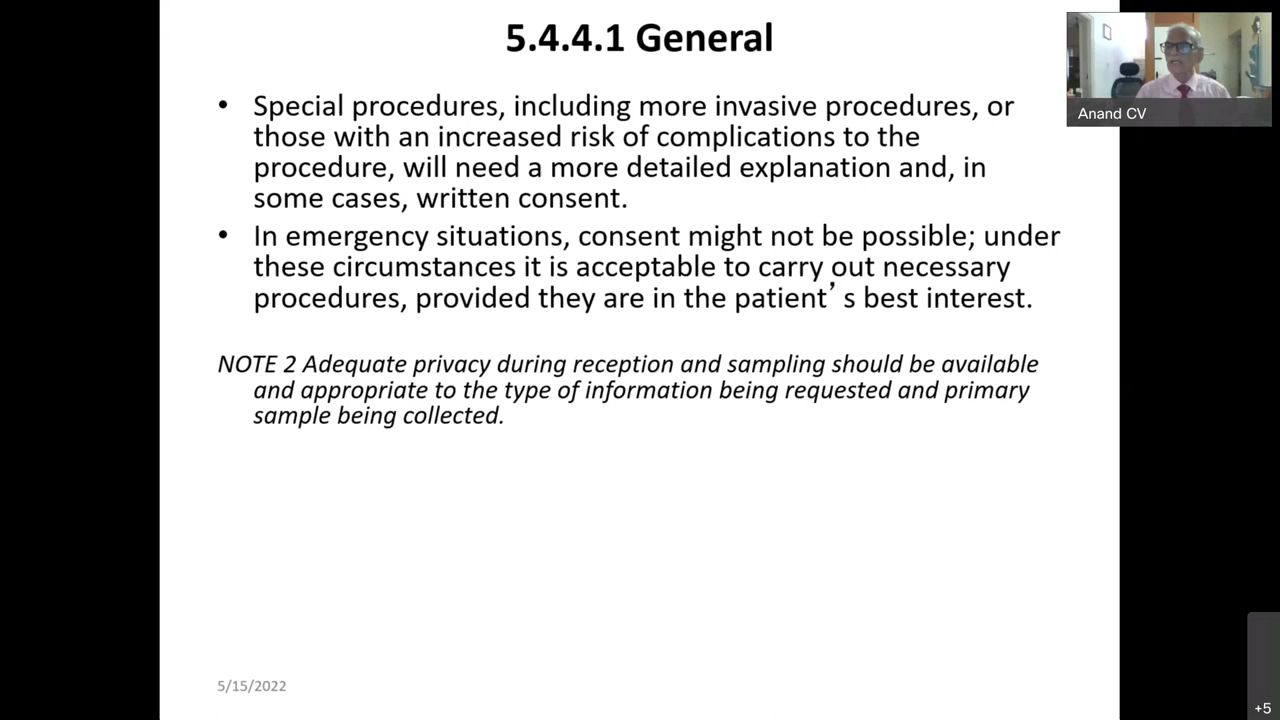 5.4.4.1 General
• Special procedures, including more invasive procedures, or
those with an increased risk of complications to the
procedure, will need a more detailed explanation and, in
some cases, written consent.
• In emergency situations, consent might not be possible; under
these circumstances it is acceptable to carry out necessary
procedures, provided they are in the patient’ s best interest.
NOTE 2 Adequate privacy during reception and sampling should be available
and appropriate to the type of information being requested and primary
sample being collected.
5/15/2022
Anand CV
+5